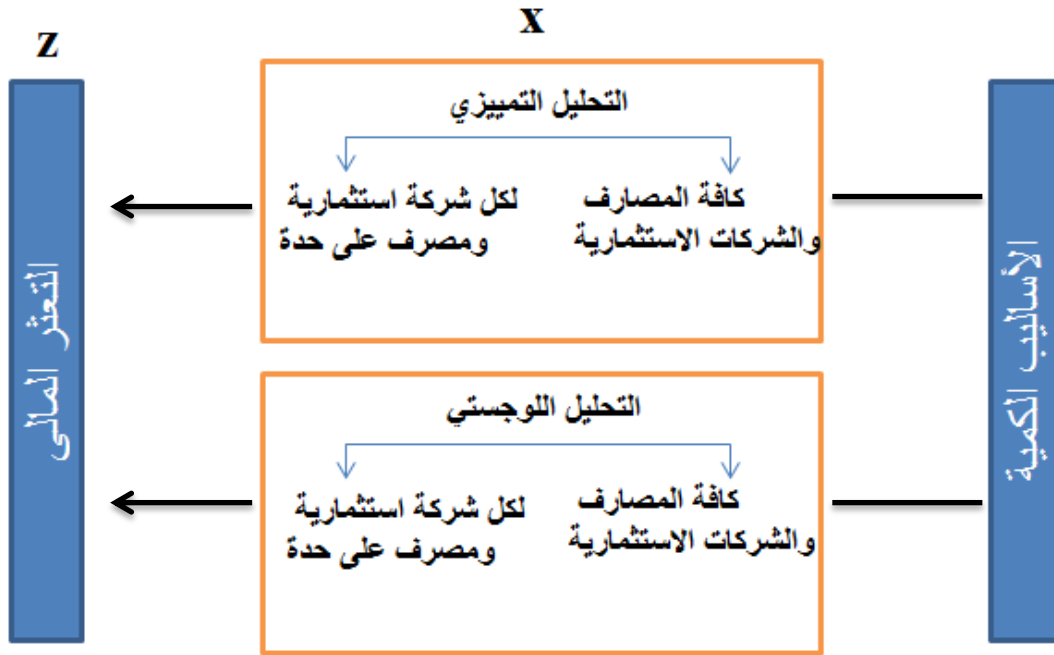 x
z
الأساليب الكمية
التحليل التمييزي
كافة المصارف
والشركات الاستثمارية
لكل شركة استثمارية
ومصرف على حدة
التحليل اللوجستي
كافة المصارف
والشركات الاستثمارية
لكل شركة استثمارية
ومصرف على حدة
التعثر المالى